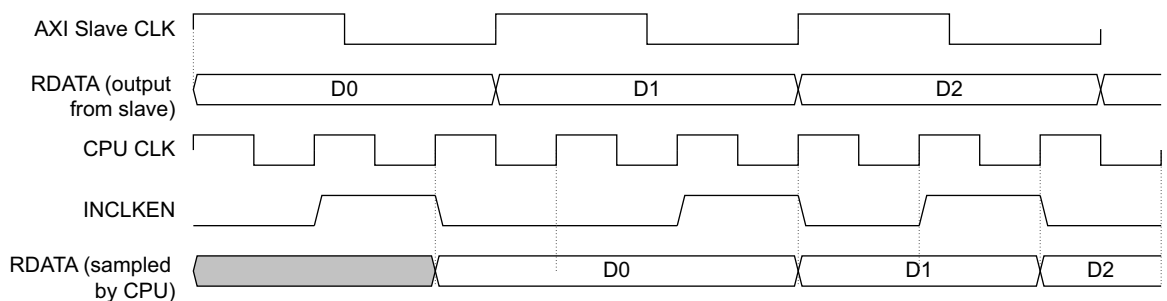 AXI Slave CLK
RDATA (output
from slave)
D0 D1 D2
CPU CLK
INCLKEN
RDATA (sampled
by CPU)
D0 D1 D2